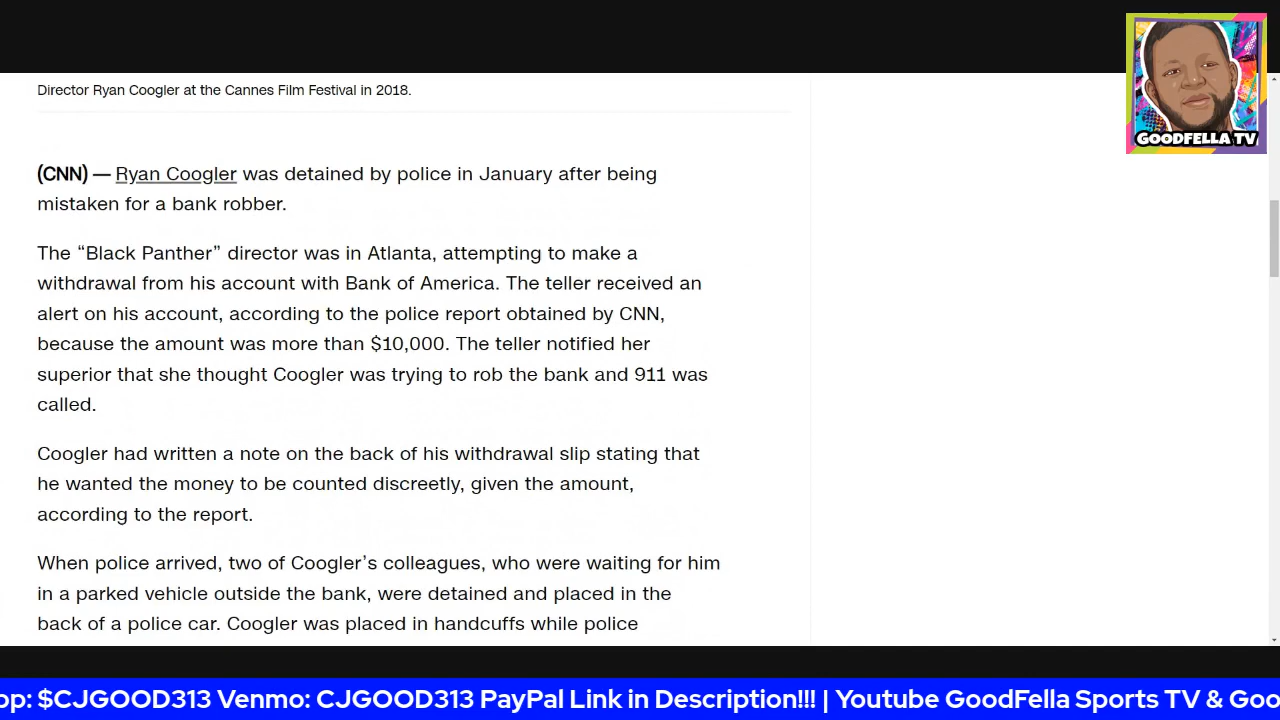 Director Ryan Coogler at the Cannes Film Festival in 2018.
GOODFELLA TV
(CNN) — Ryan Coogler was detained by police in January after being
mistaken for a bank robber.
The “Black Panther” director was in Atlanta, attempting to make a
withdrawal from his account with Bank of America. The teller received an
alert on his account, according to the police report obtained by CNN,
because the amount was more than $10,000. The teller notified her
superior that she thought Coogler was trying to rob the bank and 911 was
called.
Coogler had written a note on the back of his withdrawal slip stating that
he wanted the money to be counted discreetly, given the amount,
according to the report.
When police arrived, two of Coogler’s colleagues, who were waiting for him
in a parked vehicle outside the bank, were detained and placed in the
back of a police car. Coogler was placed in handcuffs while police
op: $CJGOOD313 Venmo: CJGOOD313 PayPal Link in Description!!! | Youtube GoodFella Sports TV & Goo